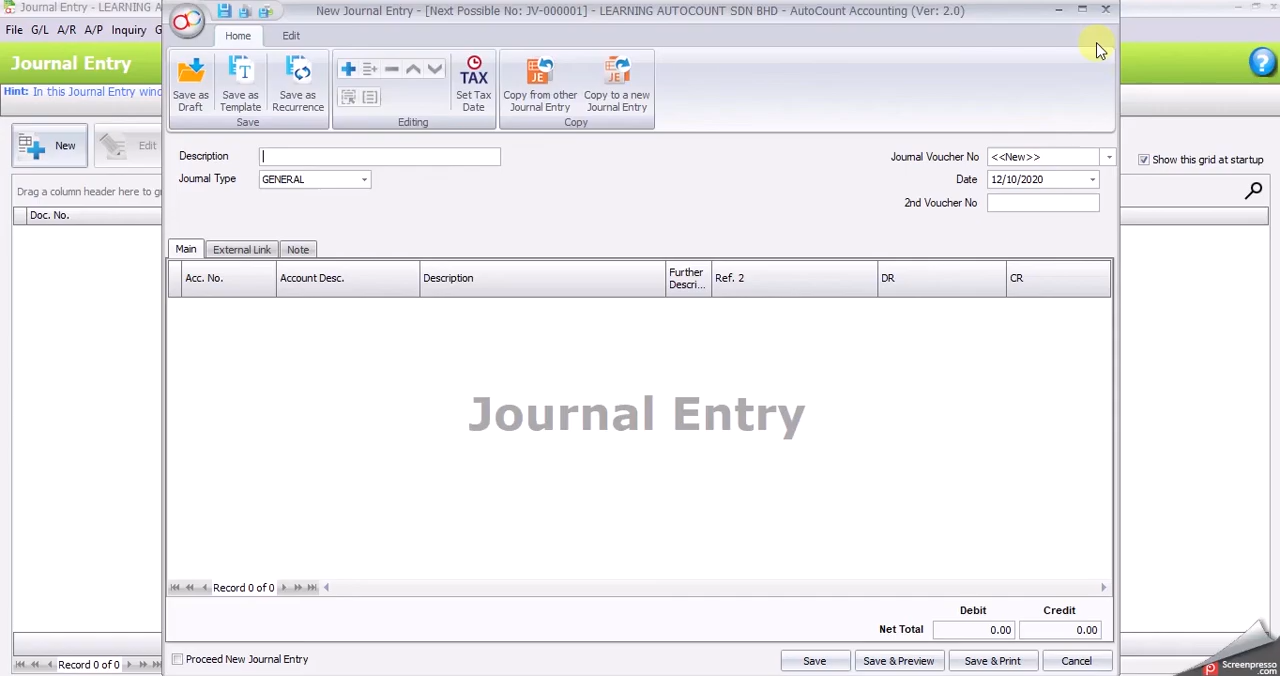 Journal Entry - LEARNING A
New Journal Entry - [Next Possible No: JV-000001] - LEARNING AUTOCOUNT SDN BHD - AutoCount Accounting (Ver: 2.0)
File G/L A/R A/P Inquiry G
Home Edit
Journal Entry
Hint: In this Journal Entry winc
Save as Draft
Save as Template
Save as Recurrence
TAX
Set Tax Date
JE
Copy from other Journal Entry
JE
Copy to a new Journal Entry
Save Editing Copy
New Edit
Description
Journal Voucher No <<New>>
Show this grid at startup
Journal Type GENERAL
Date 12/10/2020
2nd Voucher No
Drag a column header here to gr
Doc. No.
Main External Link Note
Acc. No. Account Desc. Description Further Descri... Ref. 2 DR CR
Journal Entry
Record 0 of 0
Debit Credit
Net Total 0.00 0.00
Proceed New Journal Entry
Save Save & Preview Save & Print Cancel
Record 0 of 0
Screenpresso
.com